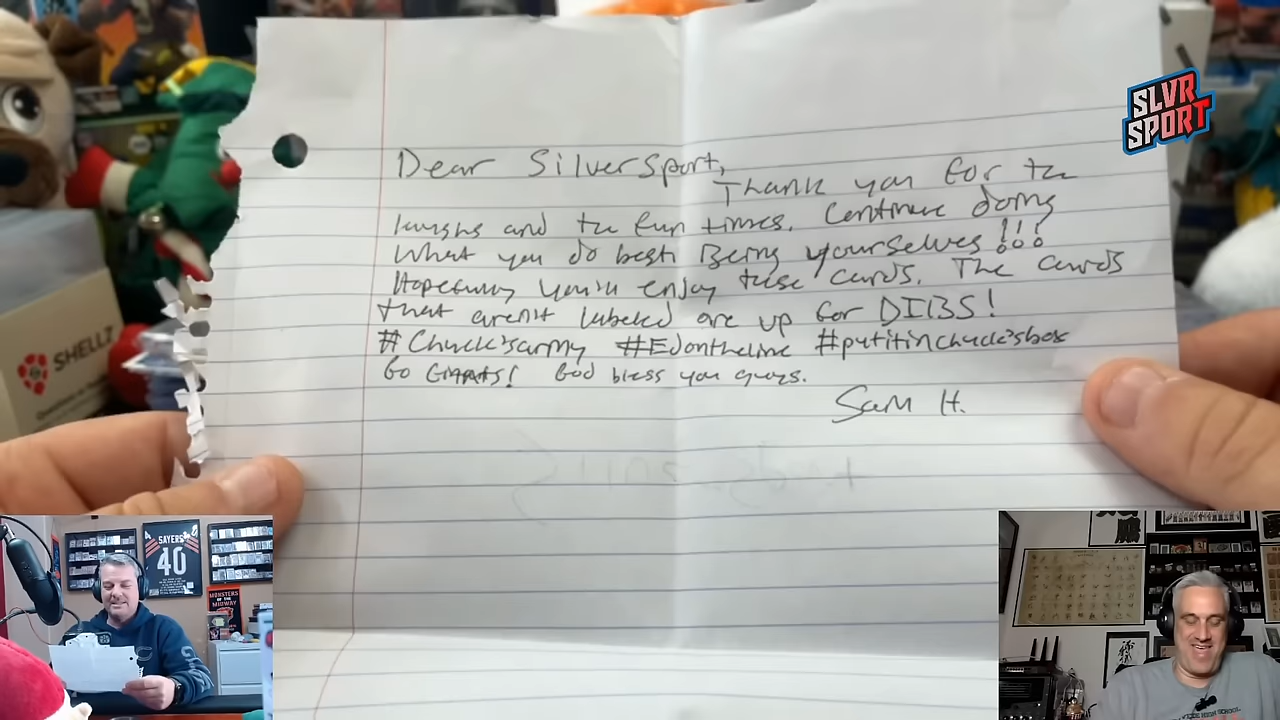 SLVR
SPORT
Dear SilverSport,
Thank you for the
laughs and the fun times. Continue doing
what you do best. Being yourselves!!!
Hopefully you'll enjoy these cards. The cards
that aren't labeled are up for DIBS!
#Chuck'sarmy #Edontheline #putitinchuck'sbox
Go Giants! God bless you guys.
Sam H.
SHELLZ
SAYERS
40
MONSTERS
OF THE
MIDWAY